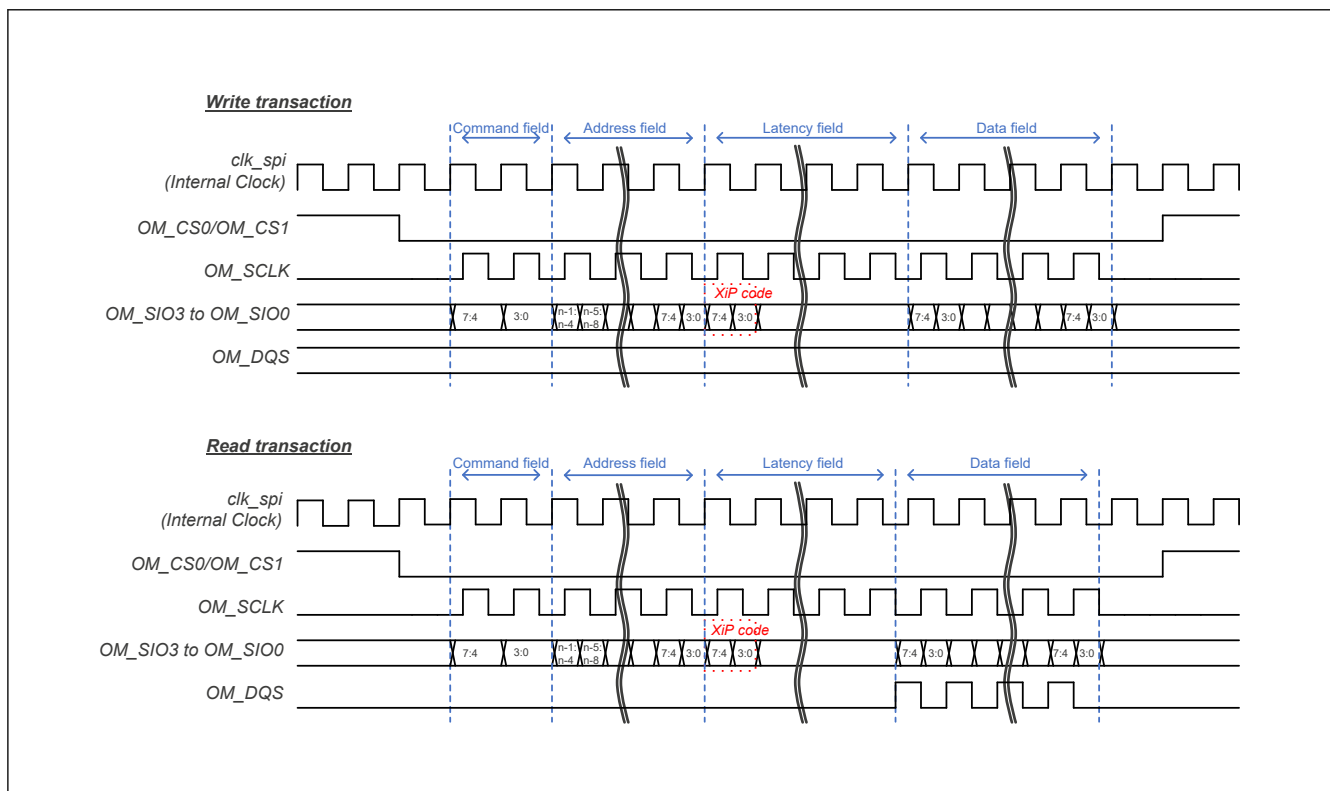 Write transaction
Command field Address field Latency field Data field
clk_spi
(Internal Clock)
OM_CS0/OM_CS1
OM_SCLK
XiP code
OM_SIO3 to OM_SIO0 7:4 3:0 n-1: n-5: 7:4 3:0 7:4 3:0 7:4 3:0 7:4 3:0
n-4 n-8
OM_DQS
Read transaction
Command field Address field Latency field Data field
clk_spi
(Internal Clock)
OM_CS0/OM_CS1
OM_SCLK
XiP code
OM_SIO3 to OM_SIO0 7:4 3:0 n-1: n-5: 7:4 3:0 7:4 3:0 7:4 3:0 7:4 3:0
n-4 n-8
OM_DQS